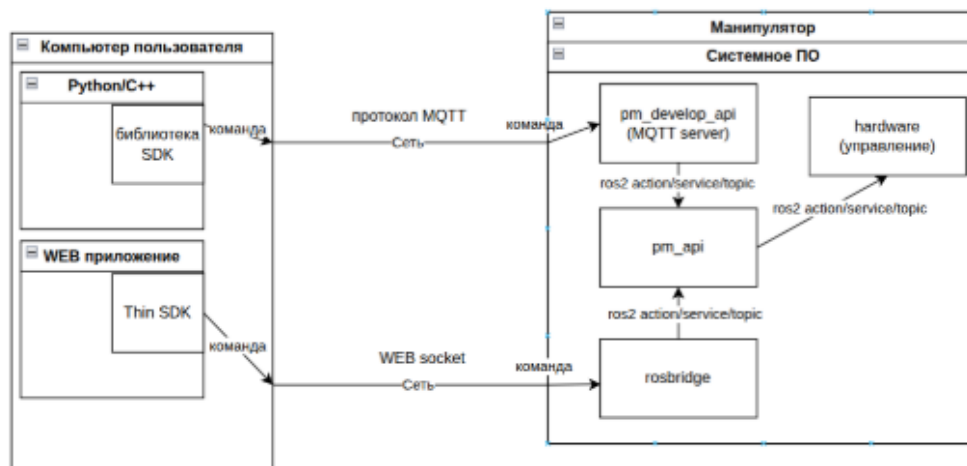 Компьютер пользователя
Python/C++
библиотека
SDK
команда
WEB приложение
Thin SDK
команда
протокол MQTT
Сеть
WEB socket
Сеть
Манипулятор
Системное ПО
команда
pm_develop_api
(MQTT server)
hardware
(управление)
ros2 action/service/topic
ros2 action/service/topic
pm_api
ros2 action/service/topic
команда
rosbridge